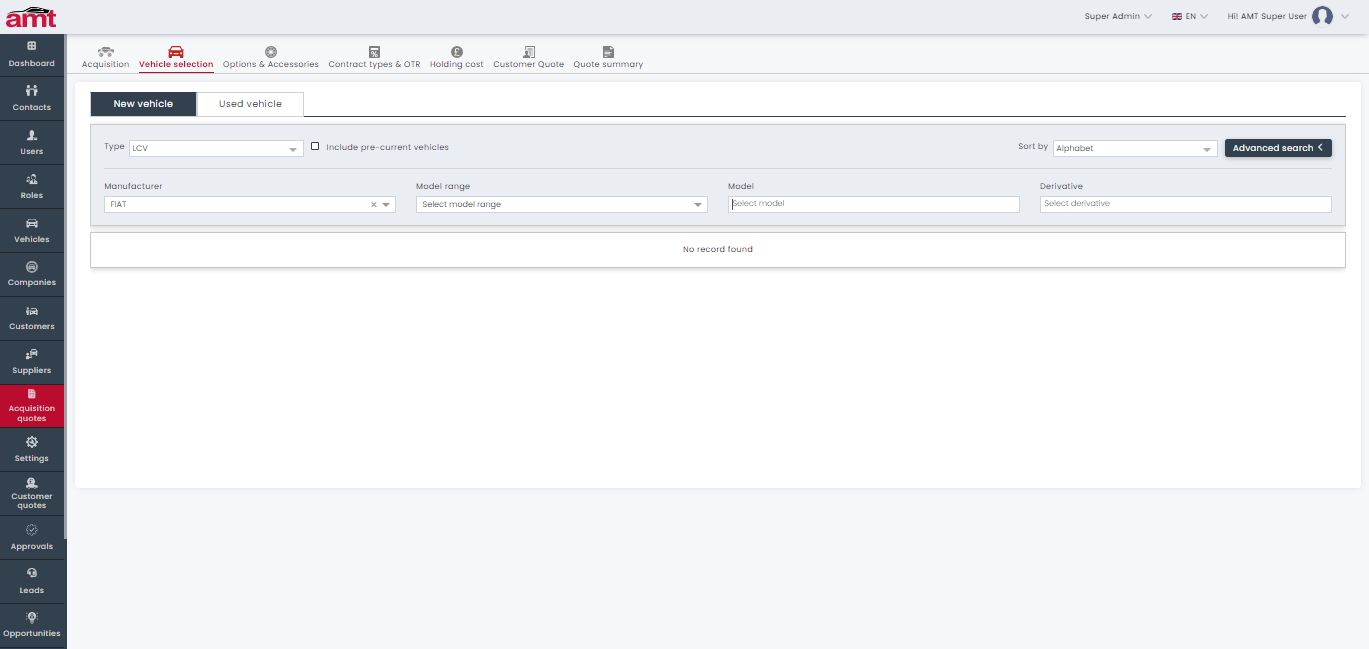 amt
Super Admin
EN
Hi! AMT Super User
Dashboard
Contacts
Users
Roles
Vehicles
Companies
Customers
Suppliers
Acquisition
quotes
Settings
Customer
quotes
Approvals
Leads
Opportunities
Acquisition
Vehicle selection
Options & Accessories
Contract types & OTR
Holding cost
Customer Quote
Quote summary
New vehicle
Used vehicle
Type
LCV
Include pre-current vehicles
Sort by
Alphabet
Advanced search
Manufacturer
Model range
Model
Derivative
FIAT
Select model range
Select model
Select derivative
No record found